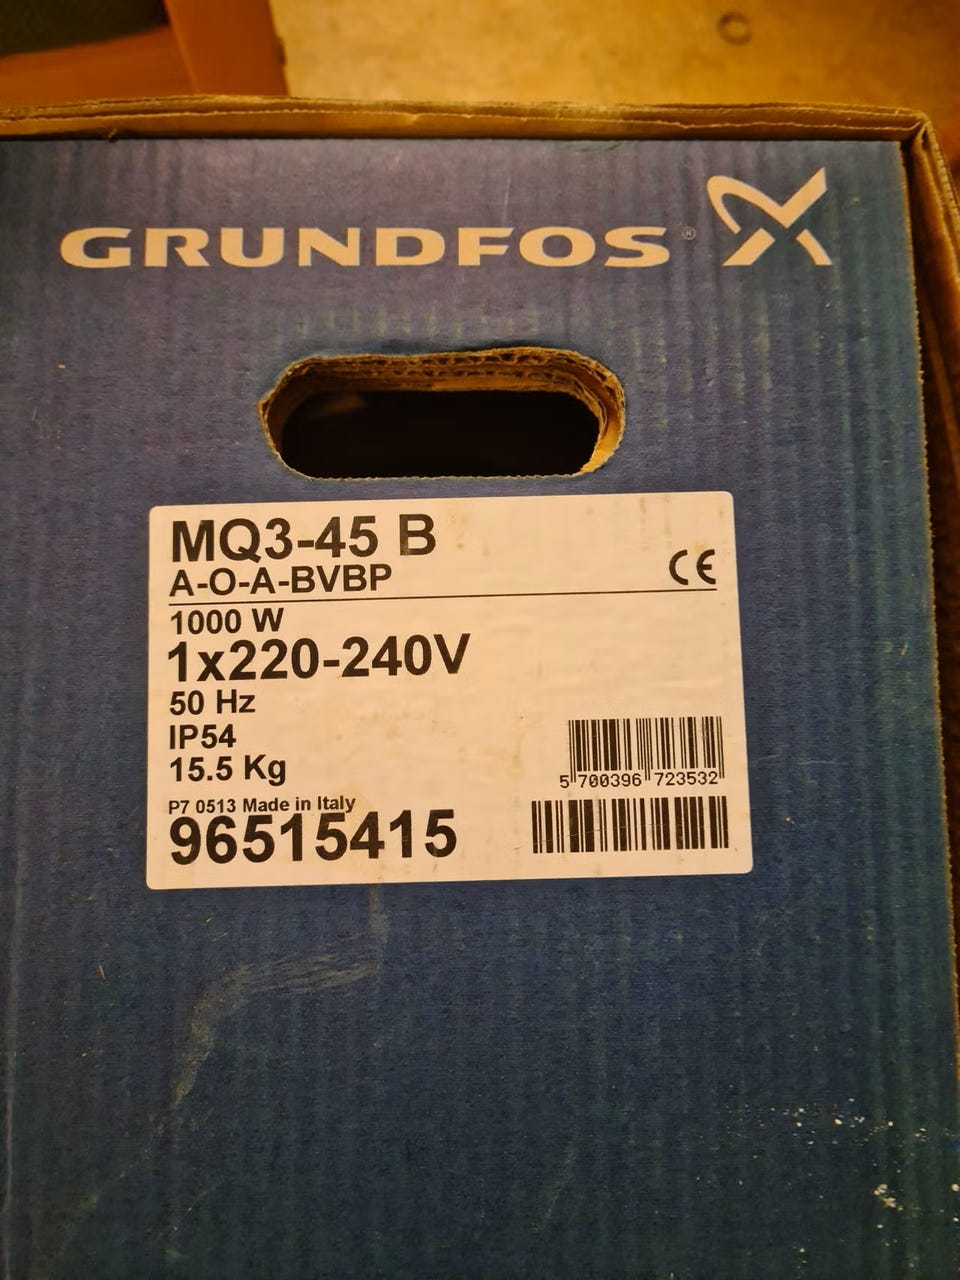 GRUNDFOS®
MQ3-45 B
A-O-A-BVBP
CE
1000 W
1x220-240V
50 Hz
IP54
15.5 Kg
5 700396 723532
P7 0513 Made in Italy
96515415